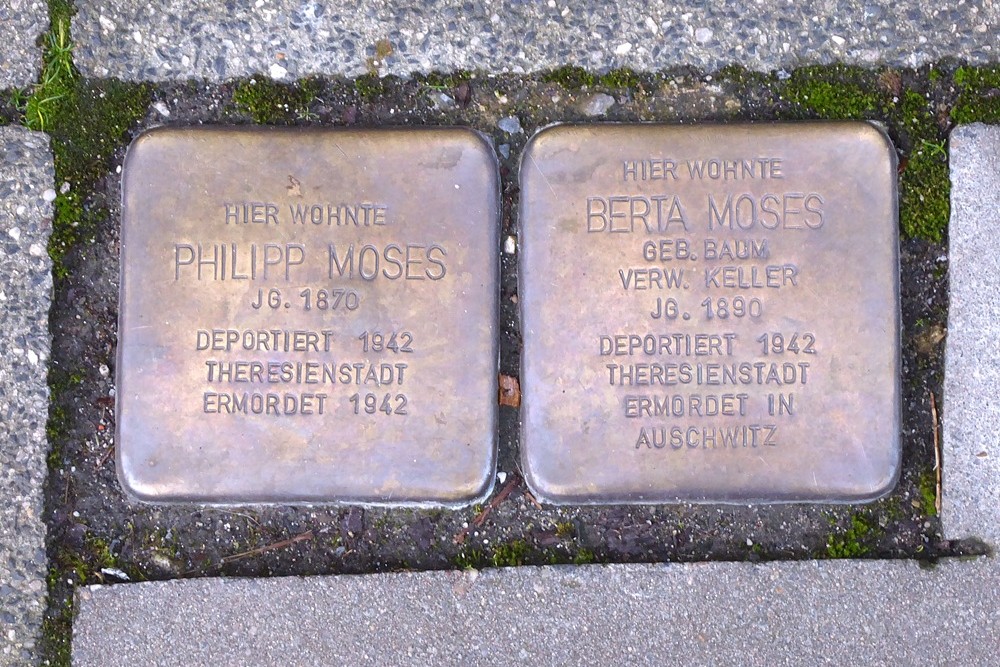 HIER WOHNTE
PHILIPP MOSES
JG. 1870
DEPORTIERT 1942
THERESIENSTADT
ERMORDET 1942
HIER WOHNTE
BERTA MOSES
GEB. BAUM
VERW. KELLER
JG. 1890
DEPORTIERT 1942
THERESIENSTADT
ERMORDET IN
AUSCHWITZ